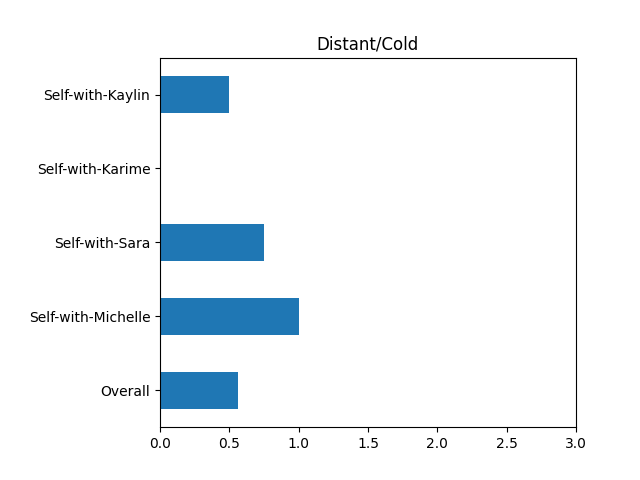 Distant/Cold
Self-with-Kaylin
Self-with-Karime
Self-with-Sara
Self-with-Michelle
Overall
0.0 0.5 1.0 1.5 2.0 2.5 3.0